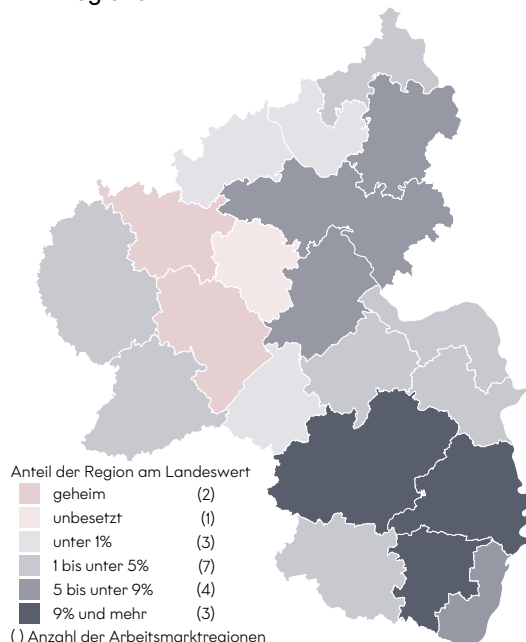 Anteil der Region am Landeswert
geheim (2)
unbesetzt (1)
unter 1% (3)
1 bis unter 5% (7)
5 bis unter 9% (4)
9% und mehr (3)
( ) Anzahl der Arbeitsmarktregionen